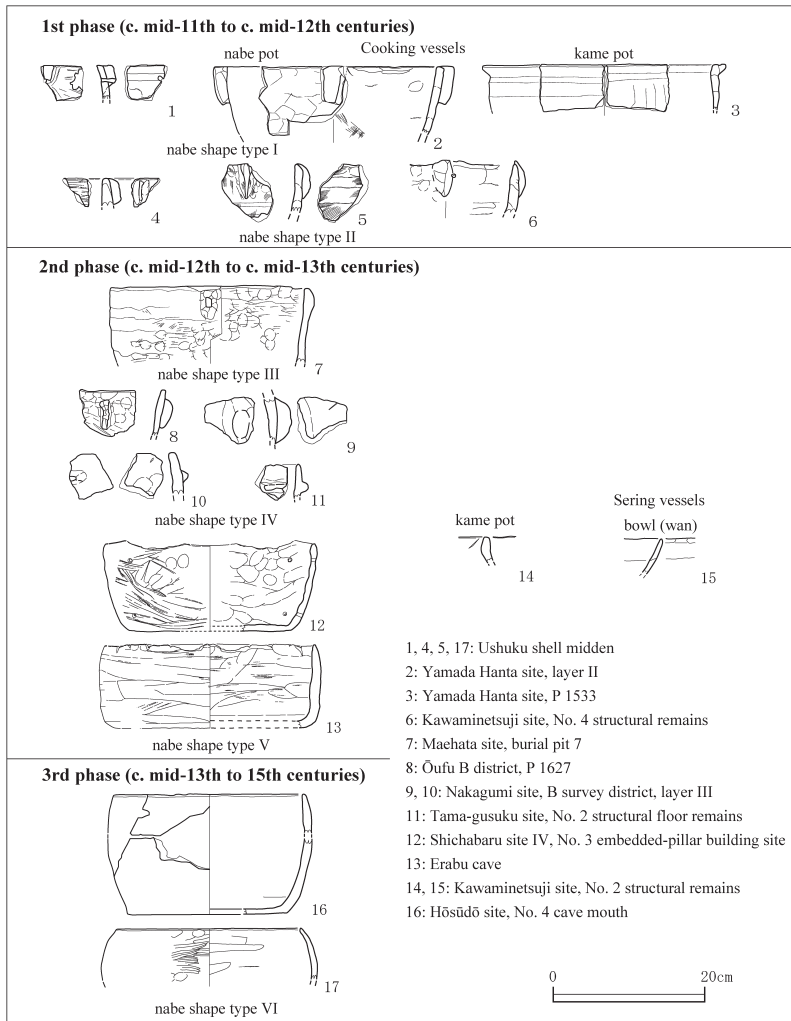 1st phase (c. mid-11th to c. mid-12th centuries)
nabe pot
Cooking vessels
kame pot
1
2
3
nabe shape type I
4
5
6
nabe shape type II
2nd phase (c. mid-12th to c. mid-13th centuries)
7
nabe shape type III
8
9
10
11
nabe shape type IV
kame pot
14
Sering vessels
bowl (wan)
15
12
13
nabe shape type V
1, 4, 5, 17: Ushuku shell midden
2: Yamada Hanta site, layer II
3: Yamada Hanta site, P 1533
6: Kawaminetsuji site, No. 4 structural remains
7: Maehata site, burial pit 7
8: Ōufu B district, P 1627
9, 10: Nakagumi site, B survey district, layer III
11: Tama-gusuku site, No. 2 structural floor remains
12: Shichabaru site IV, No. 3 embedded-pillar building site
13: Erabu cave
14, 15: Kawaminetsuji site, No. 2 structural remains
16: Hōsūdō site, No. 4 cave mouth
3rd phase (c. mid-13th to 15th centuries)
16
17
nabe shape type VI
0 20cm